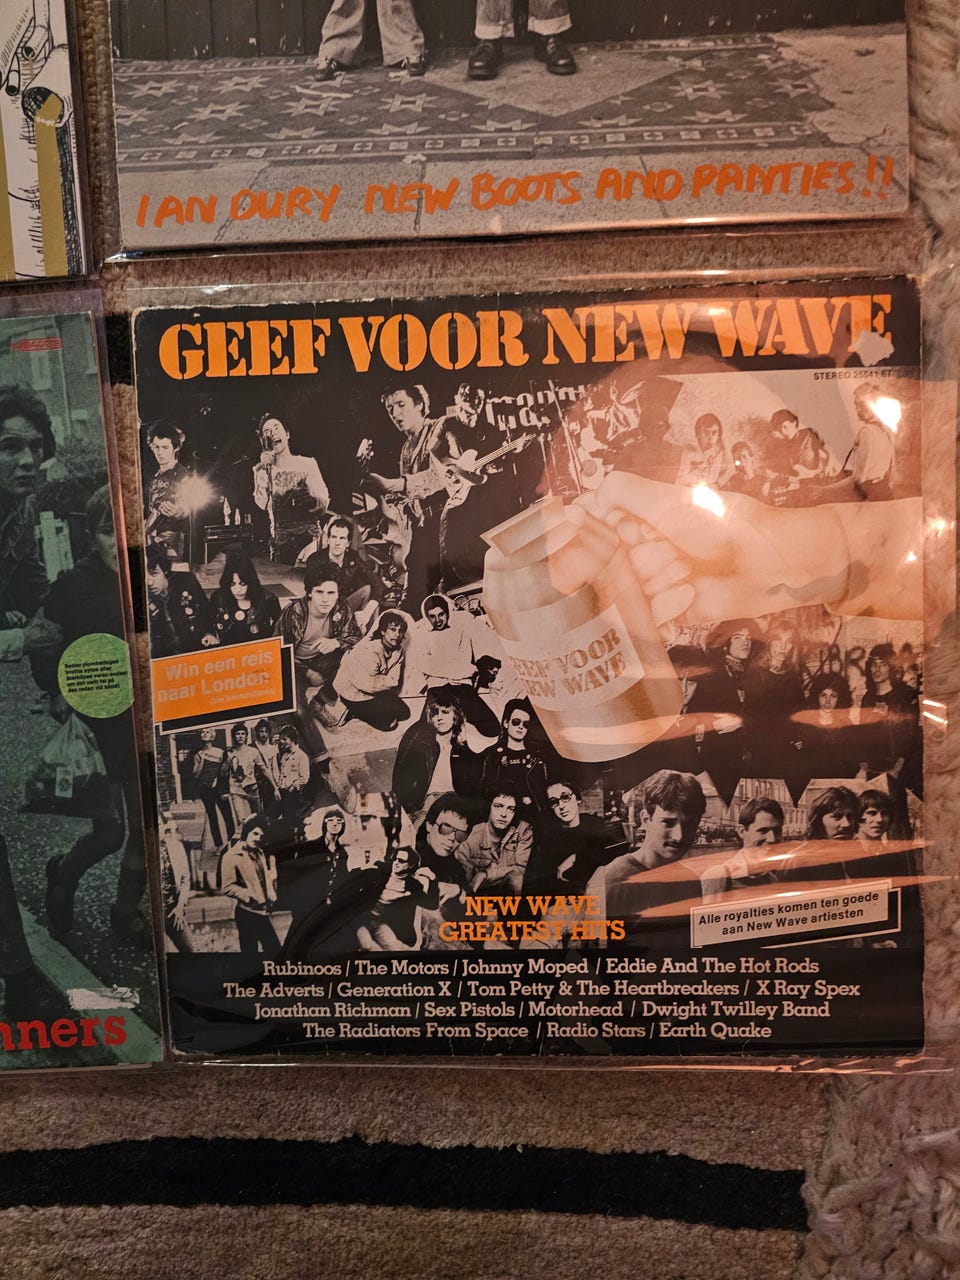 IAN DURY NEW BOOTS AND PANTIES!!
GEEF VOOR NEW WAVE
STEREO 25541 ET
GEEF VOOR
NEW WAVE
Win een reis
naar London
NEW WAVE
GREATEST HITS
Alle royalties komen ten goede
aan New Wave artiesten
Rubinoos / The Motors / Johnny Moped / Eddie And The Hot Rods
The Adverts / Generation X / Tom Petty & The Heartbreakers / X Ray Spex
Jonathan Richman / Sex Pistols / Motorhead / Dwight Twilley Band
The Radiators From Space / Radio Stars / Earth Quake
nners